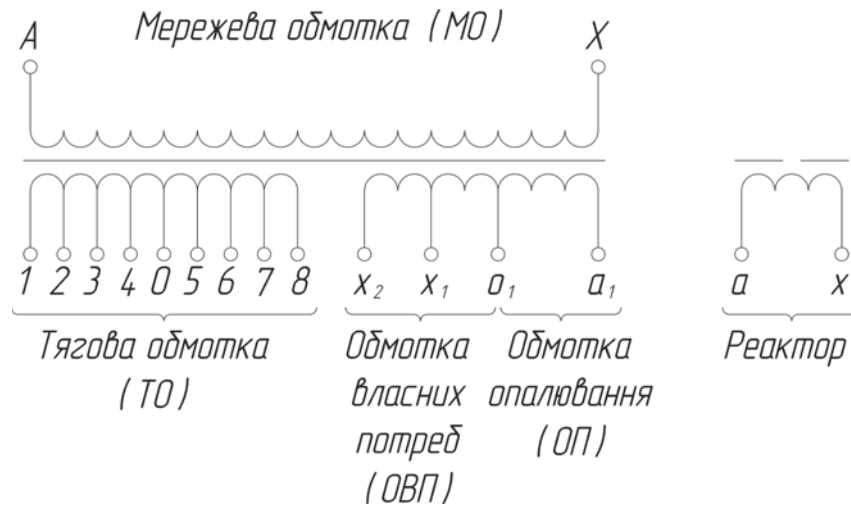 Мережева обмотка (МО)
A X
1 2 3 4 0 5 6 7 8
x₂ x₁ o₁ a₁
a x
Тягова обмотка
(ТО)
Обмотка
власних
потреб
(ОВП)
Обмотка
опалювання
(ОП)
Реактор